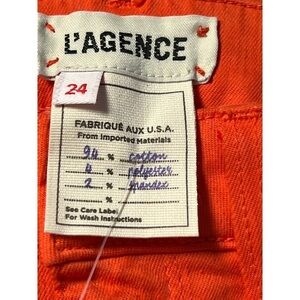 L'AGENCE
24
FABRIQUÉ AUX U.S.A.
From Imported Materials
94 % cotton
4 % polyester
2 % spandex
%
See Care Label
For Wash Instructions